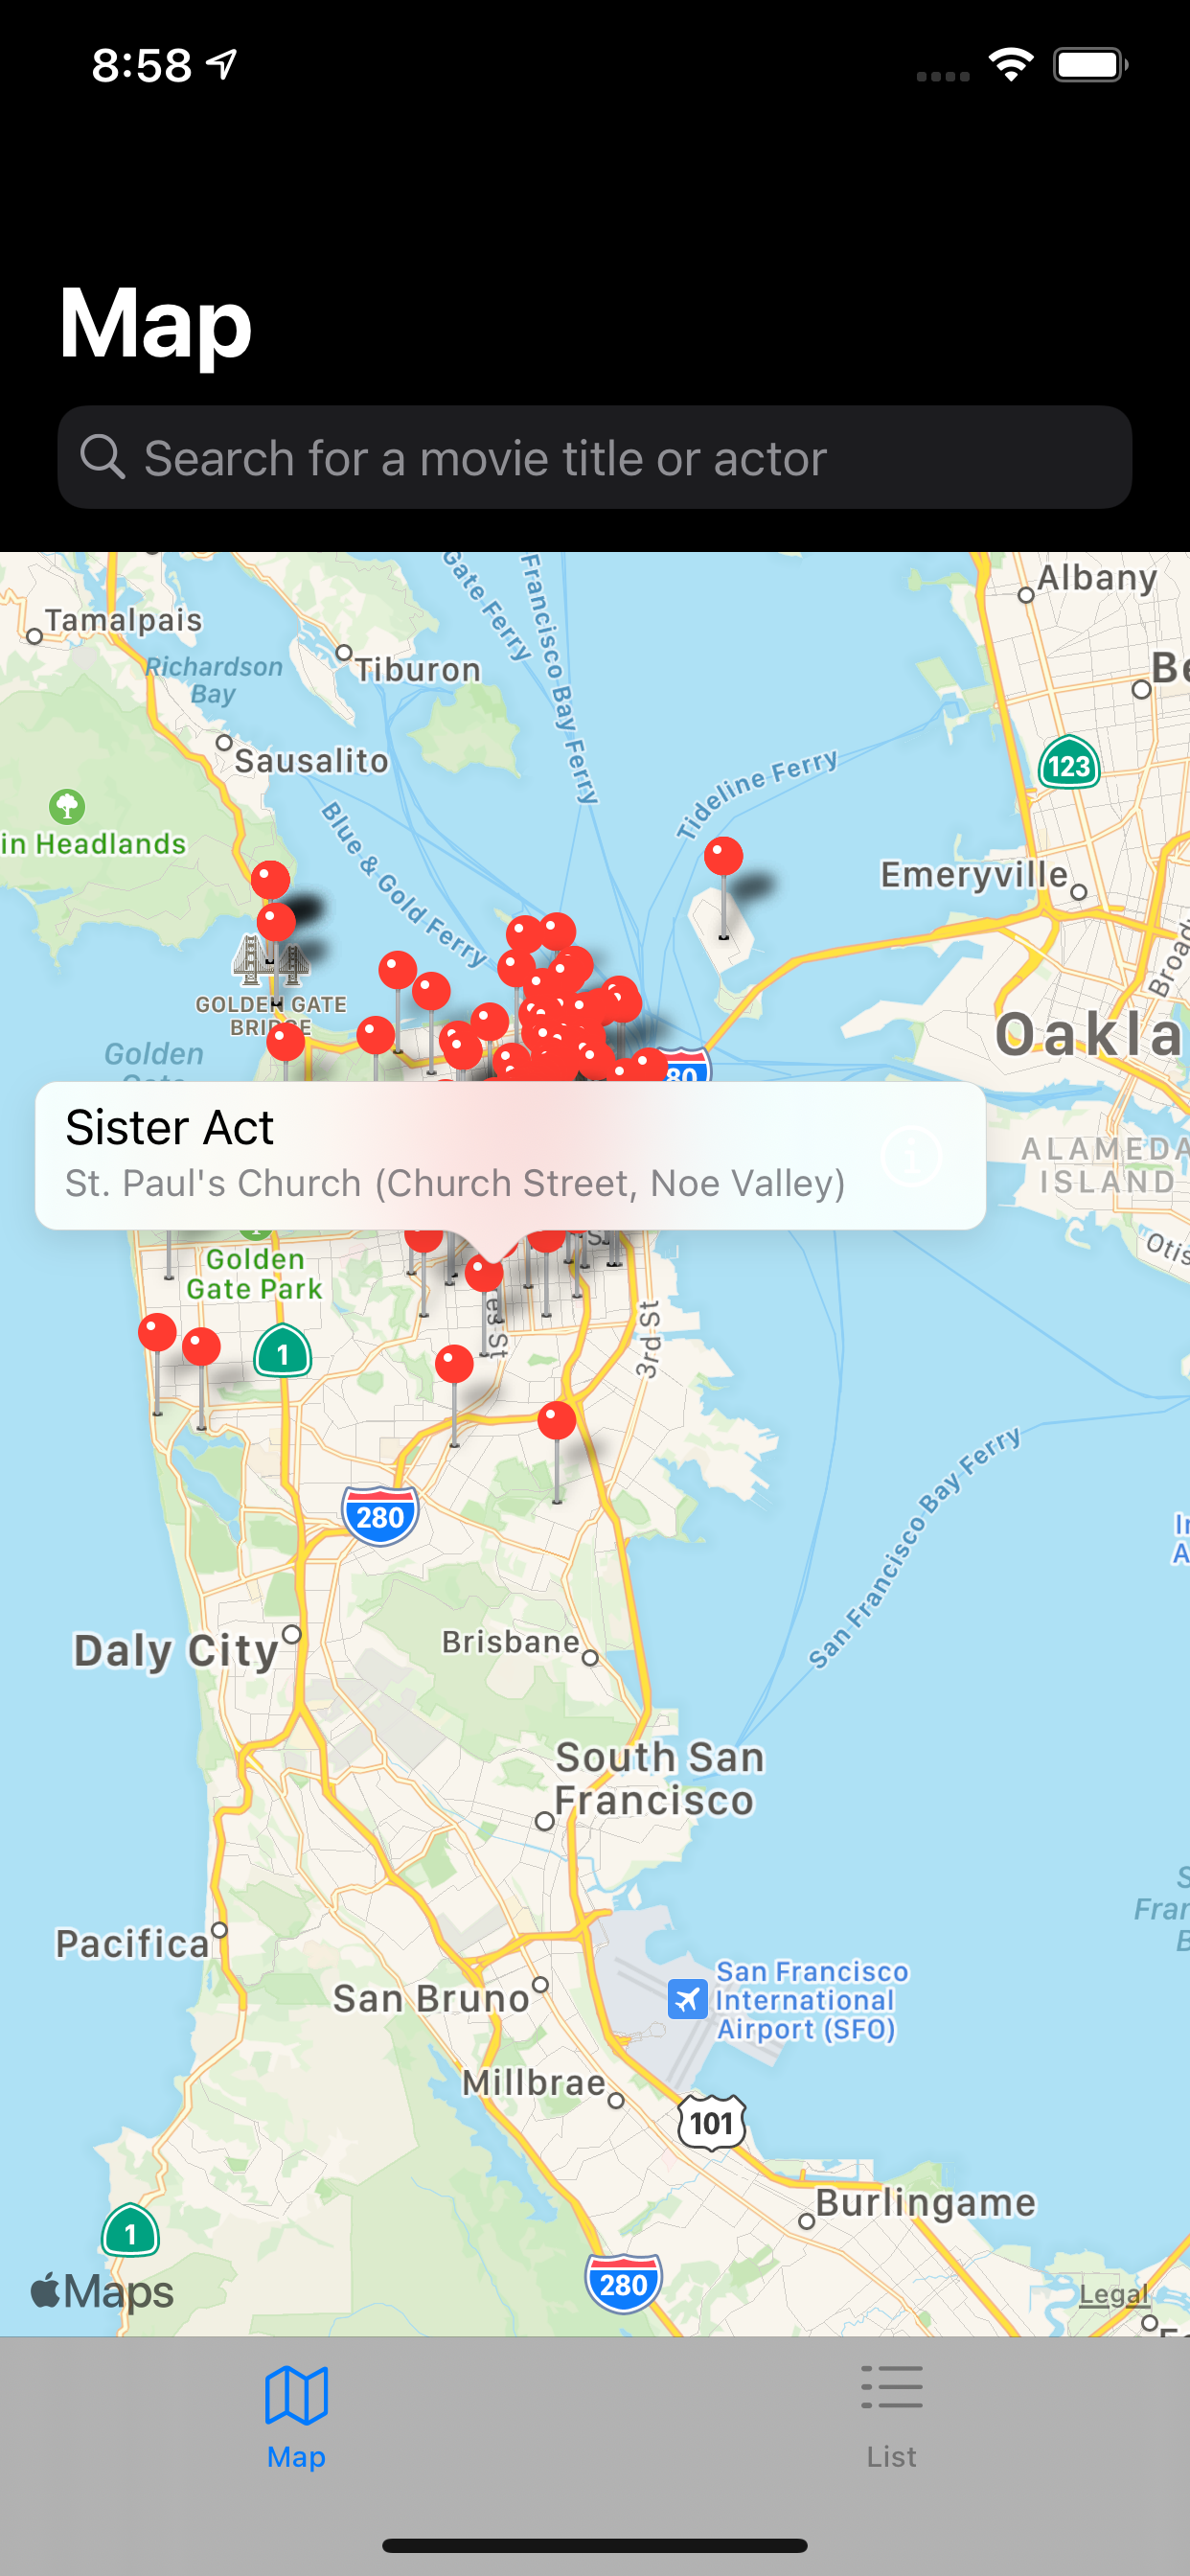 8:58
Map
Search for a movie title or actor
Gate Ferry
Francisco Bay Ferry
Albany
Tamalpais
Richardson
Bay
Tiburon
Sausalito
123
Tideline Ferry
in Headlands
Blue & Gold Ferry
Emeryville
GOLDEN GATE
BRIDGE
Oakla
Golden
80
Sister Act
St. Paul's Church (Church Street, Noe Valley)
ALAMEDA
ISLAND
Otis
Golden
Gate Park
es St
3rd St
1
San Francisco Bay Ferry
280
Daly City
Brisbane
South San
Francisco
Pacifica
San Bruno
San Francisco
International
Airport (SFO)
Fran
B
Millbrae
101
Burlingame
1
280
Maps
Legal
Map
List